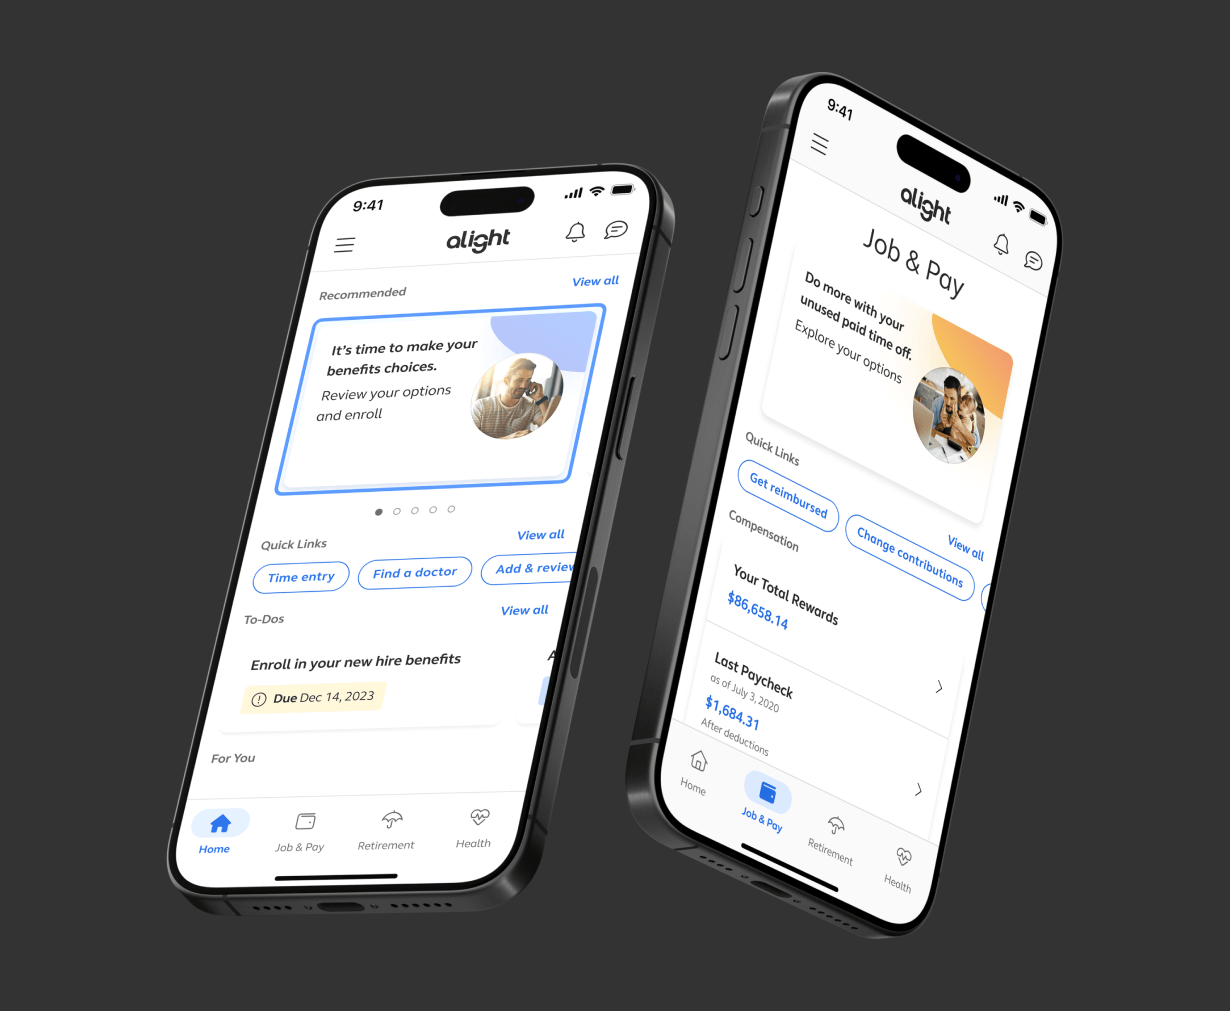 9:41
alight
Recommended
View all
It's time to make your
benefits choices.
Review your options
and enroll
Quick Links
View all
Time entry
Find a doctor
Add & review
To-Dos
View all
Enroll in your new hire benefits
Due Dec 14, 2023
A
For You
Home
Job & Pay
Retirement
Health
9:41
alight
Job & Pay
Do more with your
unused paid time off.
Explore your options
Quick Links
View all
Get reimbursed
Change contributions
Compensation
Your Total Rewards
$86,658.14
Last Paycheck
as of July 3, 2020
$1,684.31
After deductions
Home
Job & Pay
Retirement
Health